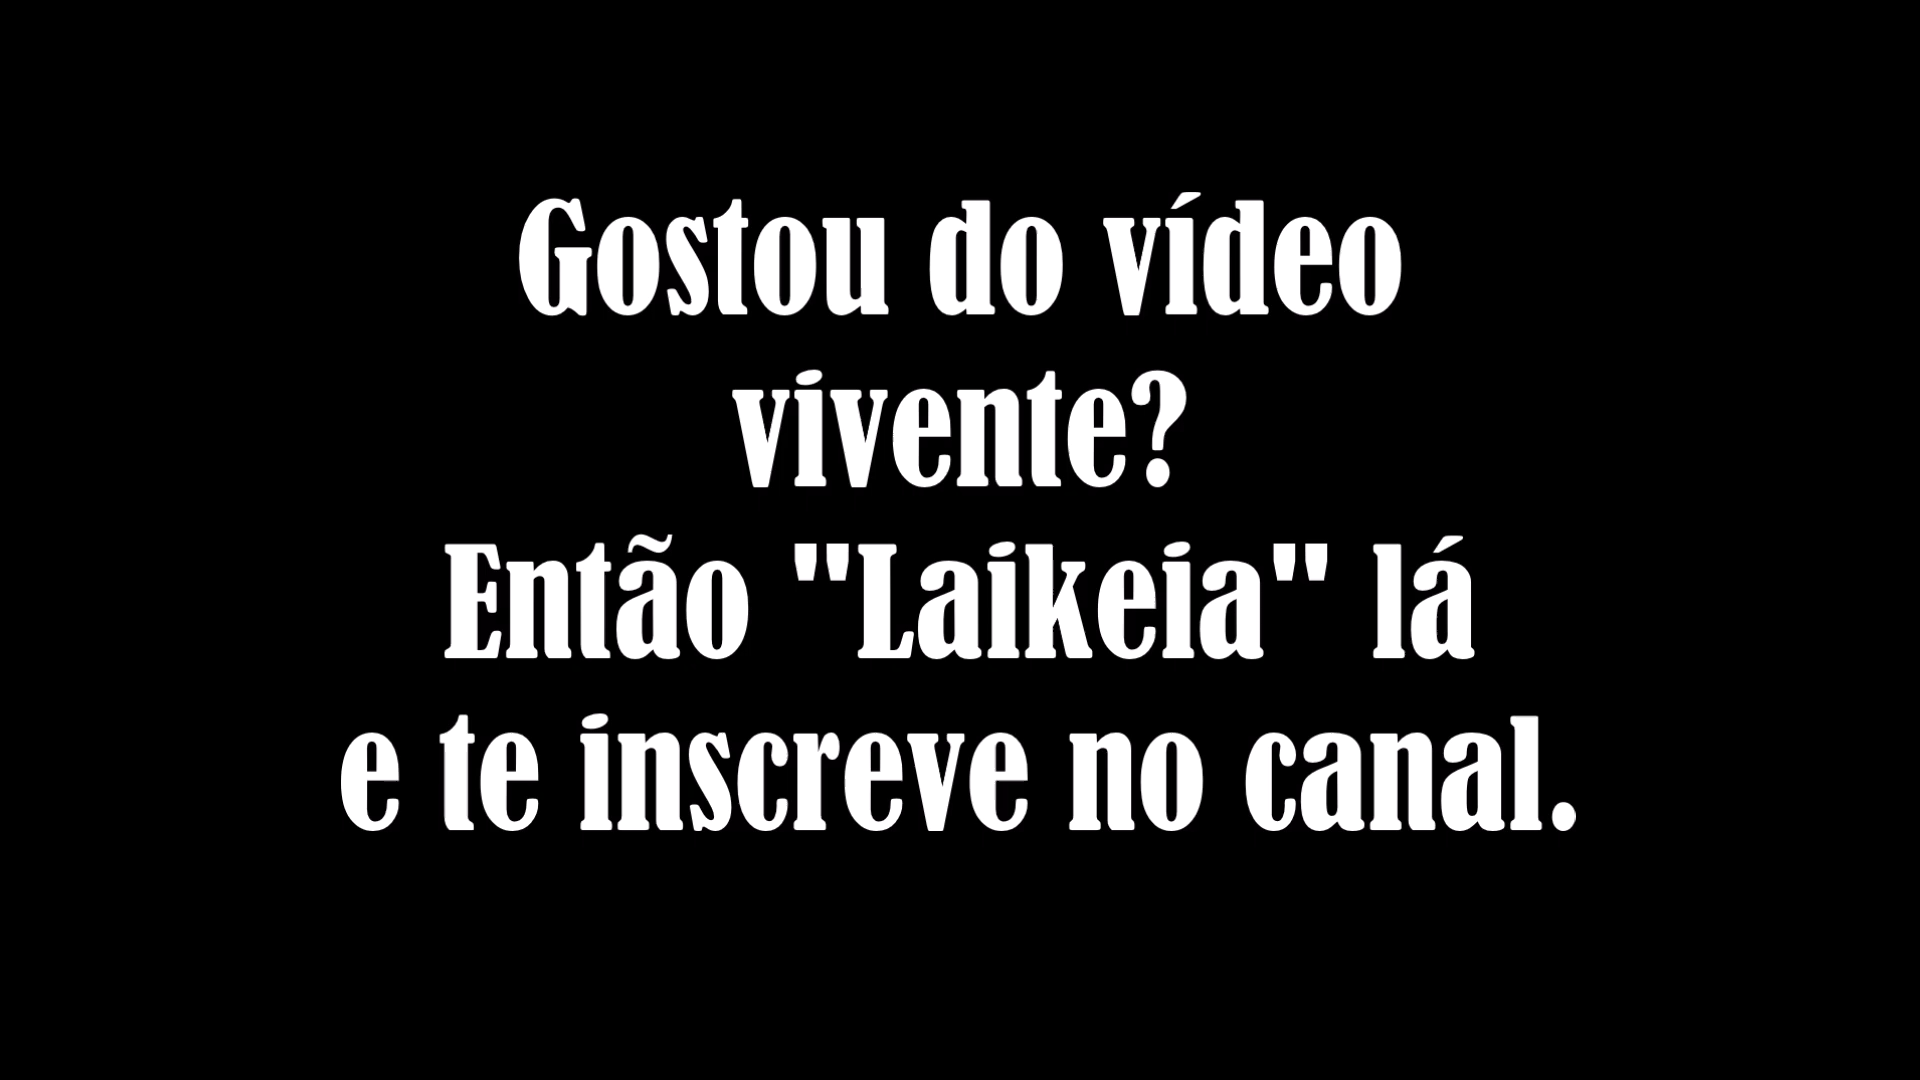 Gostou do vídeo
vivente?
Então "Laikeia" lá
e te inscreve no canal.